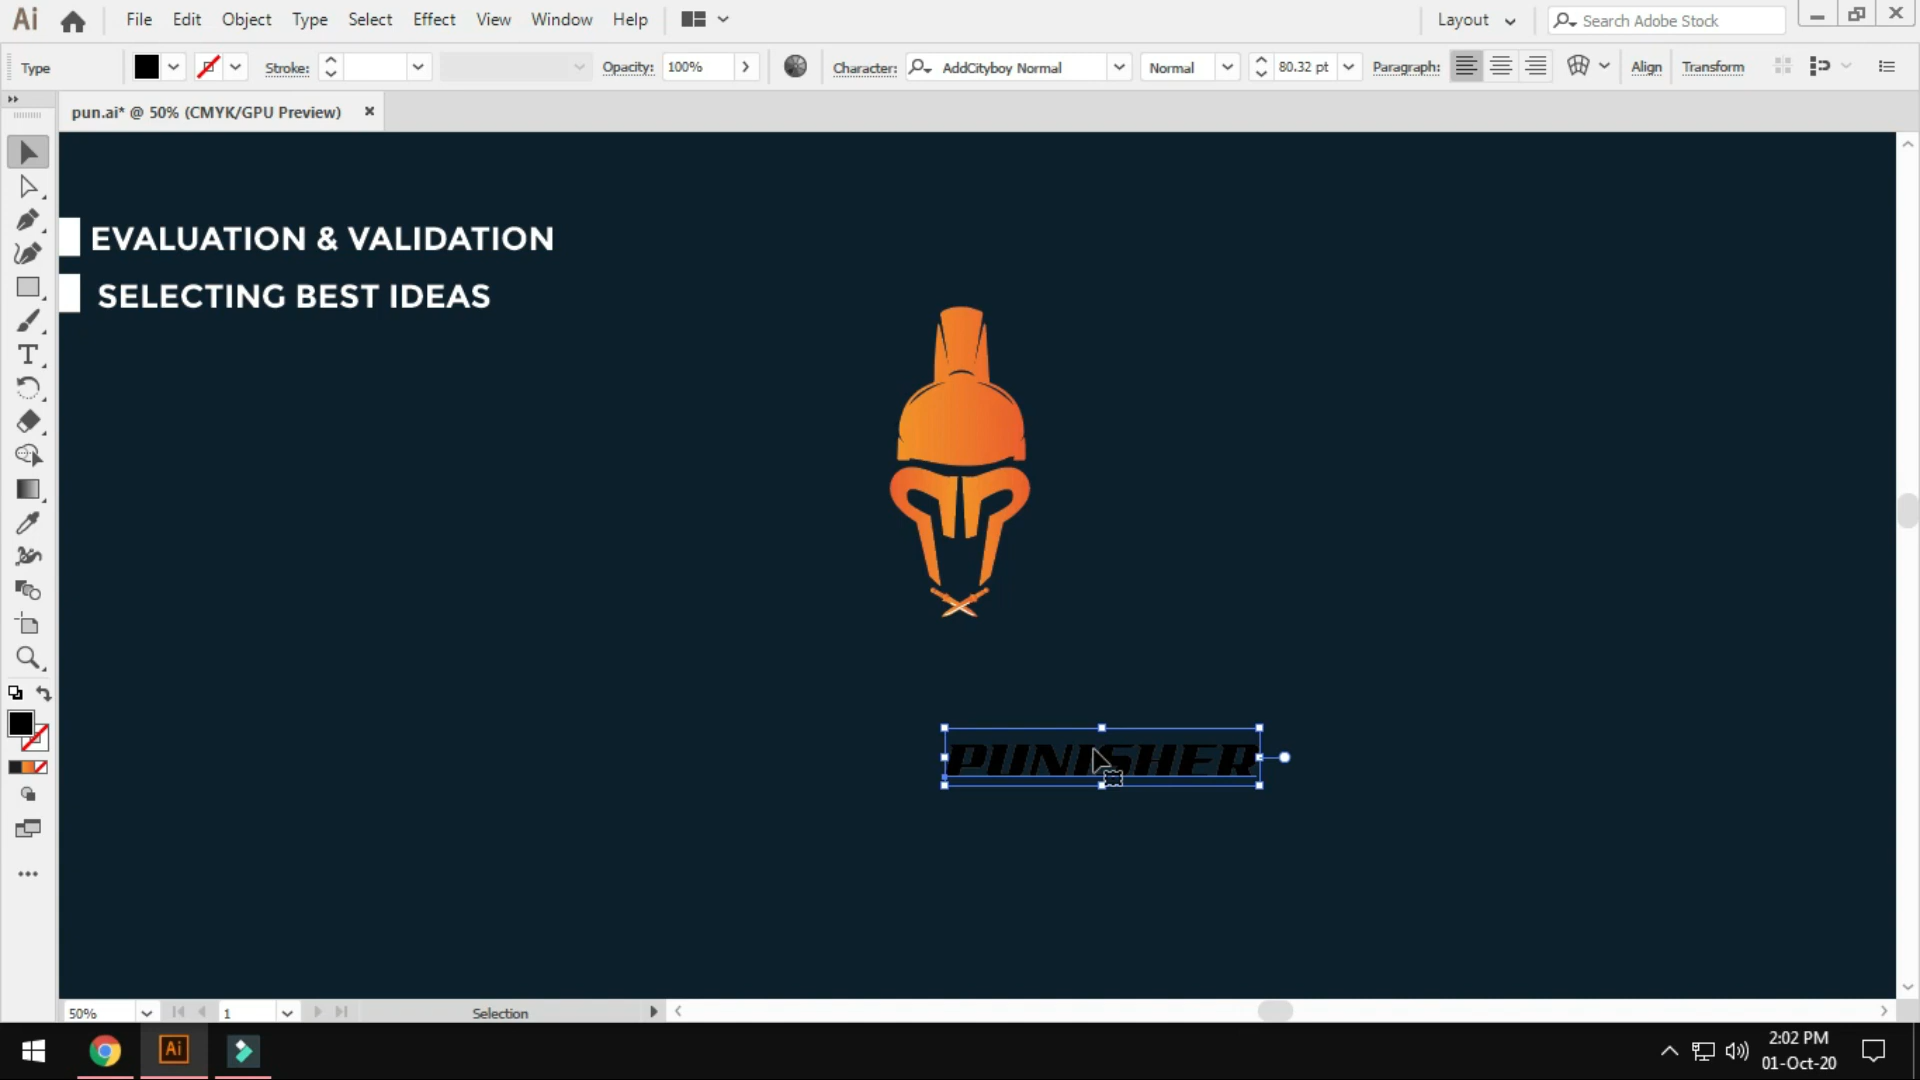 Ai File Edit Object Type Select Effect View Window Help Layout Search Adobe Stock
Type Stroke: Opacity: 100% Character: AddCityboy Normal Normal 80.32 pt Paragraph: Align Transform
pun.ai* @ 50% (CMYK/GPU Preview)
EVALUATION & VALIDATION
SELECTING BEST IDEAS
PUNISHER
50% 1 Selection
Ai 2:02 PM
01-Oct-20